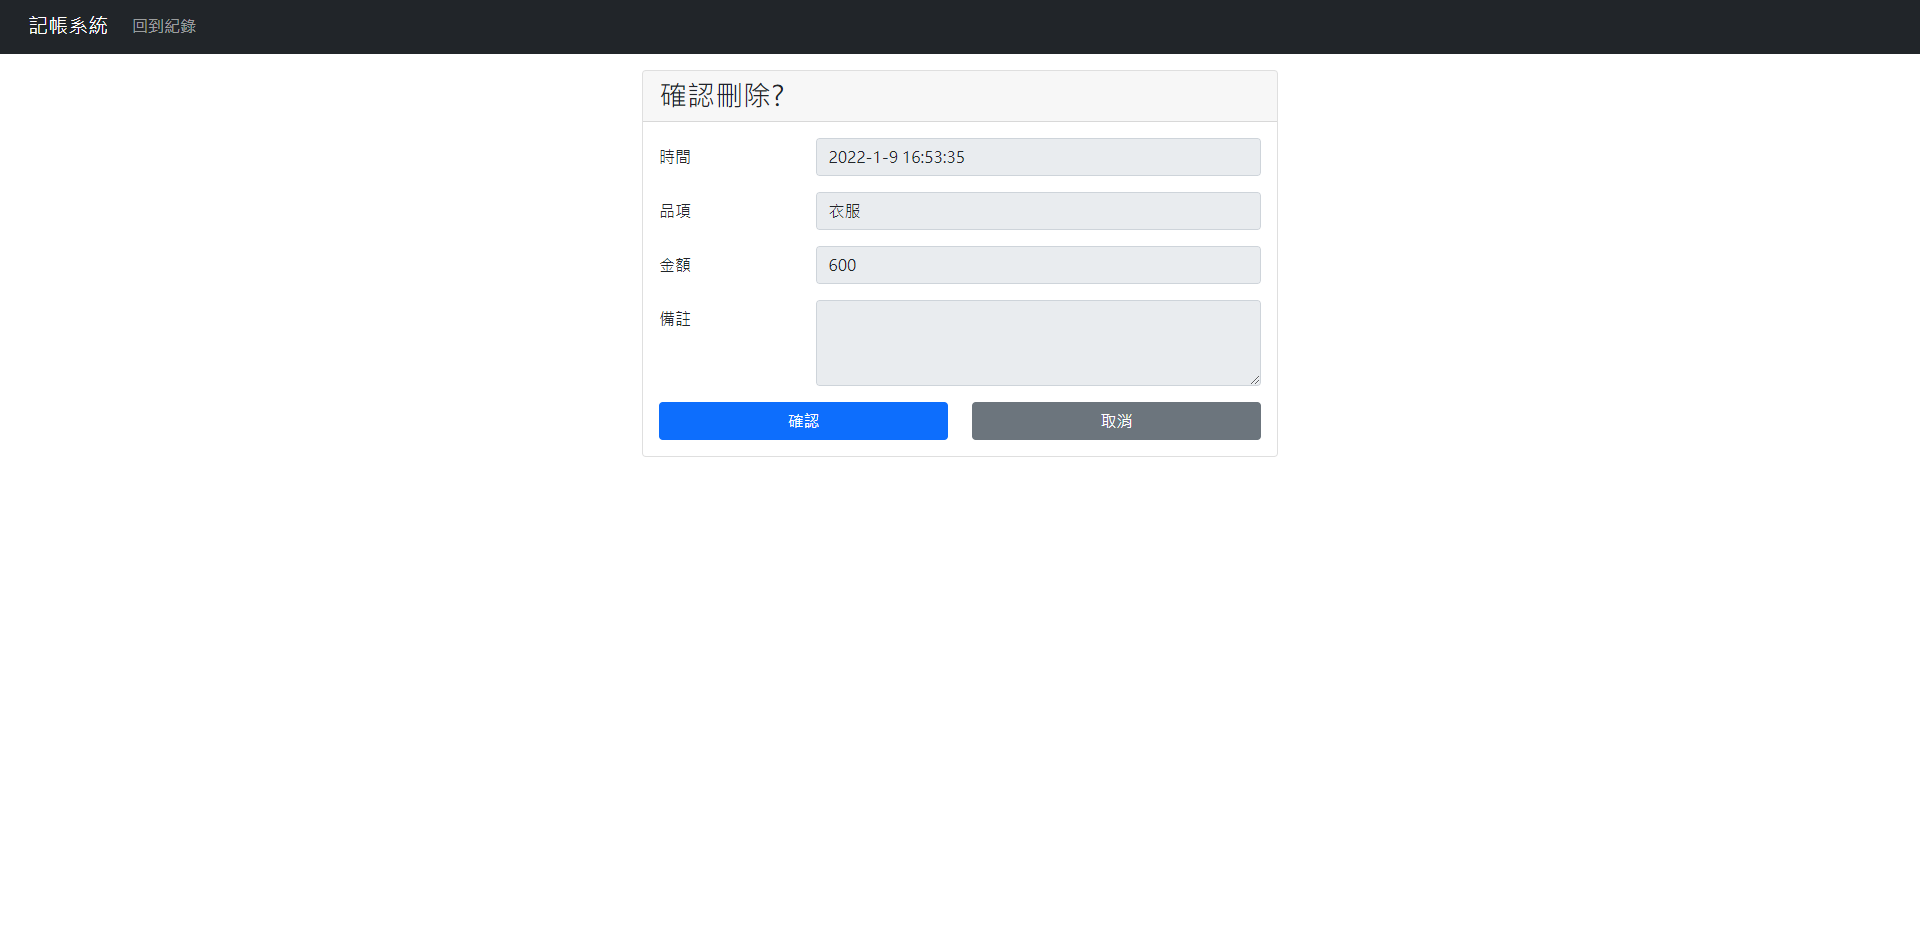 記帳系統 回到紀錄
確認刪除?
時間 2022-1-9 16:53:35
品項 衣服
金額 600
備註
確認 取消